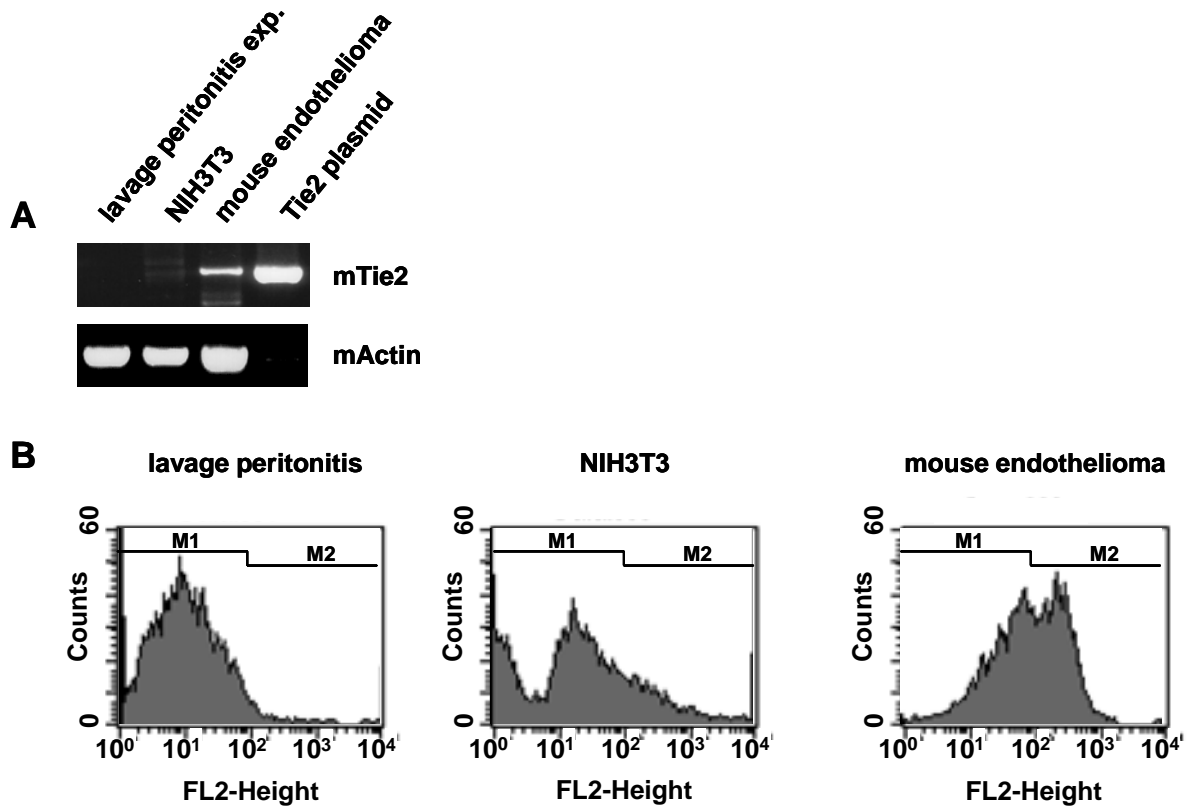 A
lavage peritonitis exp.
NIH3T3
mouse endothelioma
Tie2 plasmid
mTie2
mActin
B
lavage peritonitis
NIH3T3
mouse endothelioma
60
M1
M2
Counts
0
10⁰ 10¹ 10² 10³ 10⁴
FL2-Height
60
M1
M2
Counts
0
10⁰ 10¹ 10² 10³ 10⁴
FL2-Height
60
M1
M2
Counts
0
10⁰ 10¹ 10² 10³ 10⁴
FL2-Height